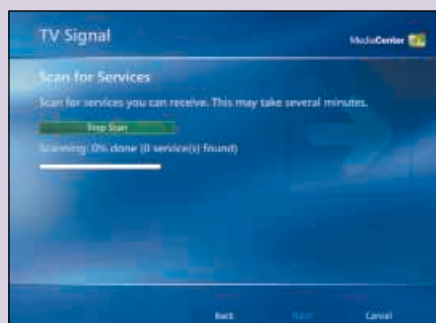 TV Signal
MediaCenter
Scan for Services
Scan for services you can receive. This may take several minutes.
Stop Scan
Scanning: 0% done (0 service(s) found)
Back Next Cancel